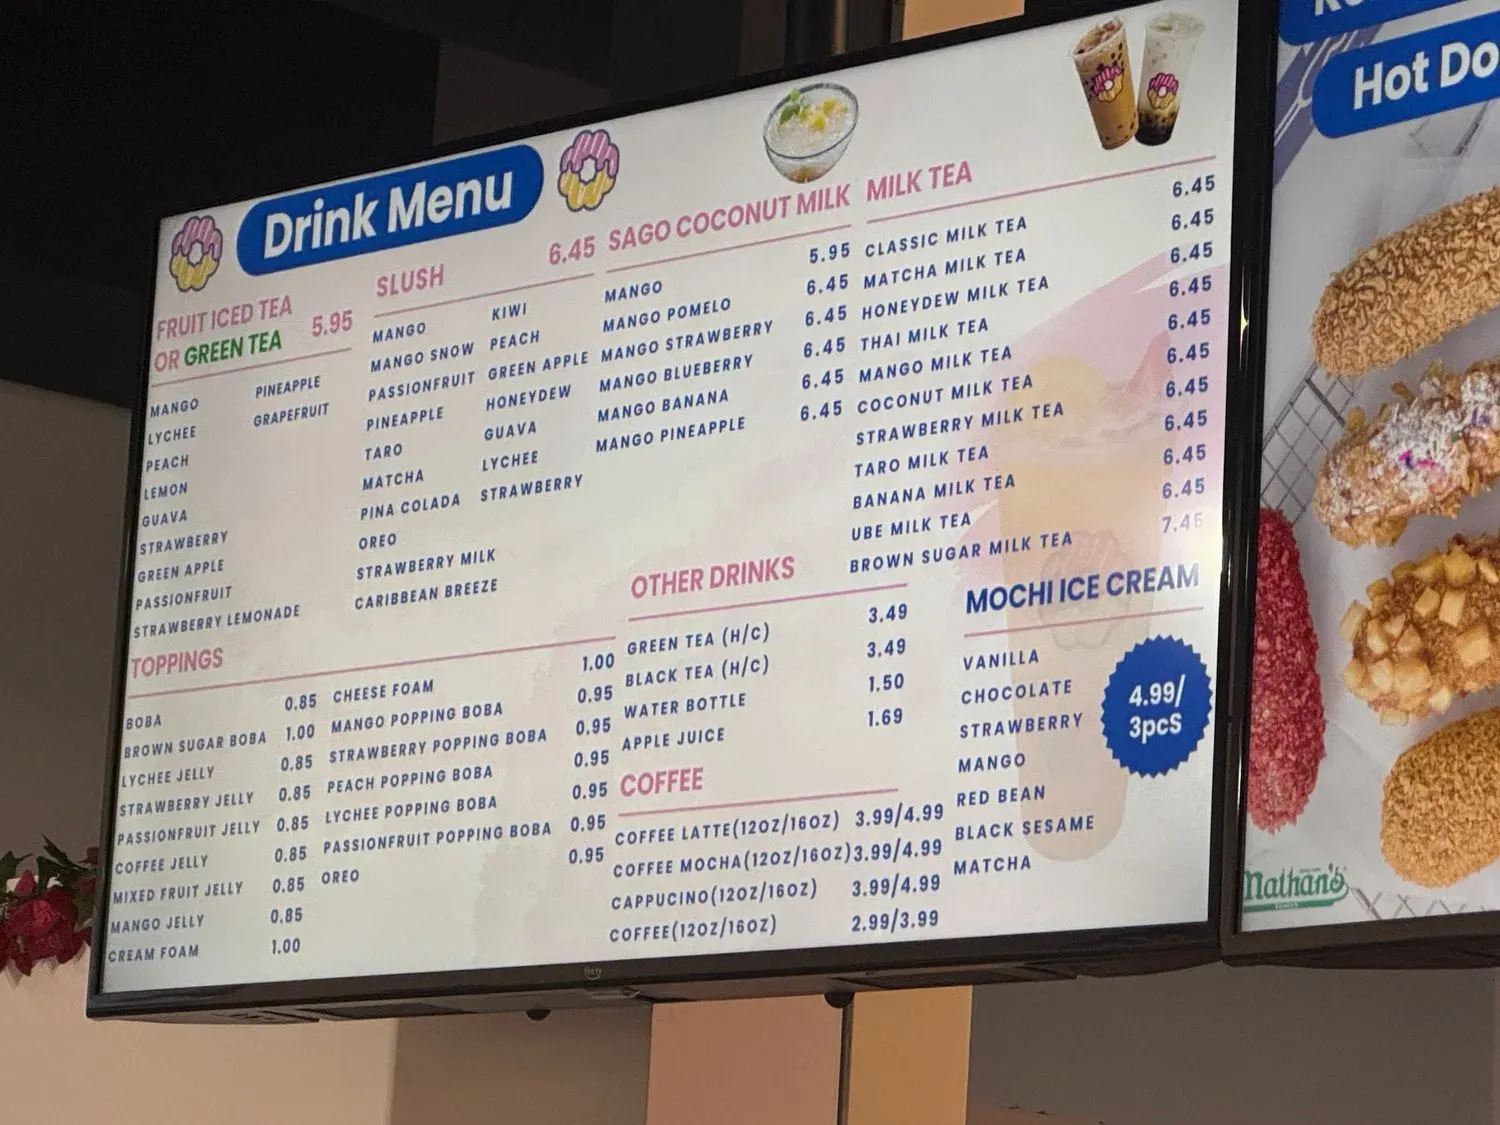 Drink Menu
FRUIT ICED TEA
OR GREEN TEA 5.95
MANGO
LYCHEE
PEACH
LEMON
GUAVA
STRAWBERRY
GREEN APPLE
PASSIONFRUIT
STRAWBERRY LEMONADE
PINEAPPLE
GRAPEFRUIT
SLUSH 6.45
MANGO
MANGO SNOW
PASSIONFRUIT
PINEAPPLE
TARO
MATCHA
PINA COLADA
OREO
STRAWBERRY MILK
CARIBBEAN BREEZE
KIWI
PEACH
GREEN APPLE
HONEYDEW
GUAVA
LYCHEE
STRAWBERRY
SAGO COCONUT MILK
MANGO 5.95
MANGO POMELO 6.45
MANGO STRAWBERRY 6.45
MANGO BLUEBERRY 6.45
MANGO BANANA 6.45
MANGO PINEAPPLE 6.45
MILK TEA
CLASSIC MILK TEA 6.45
MATCHA MILK TEA 6.45
HONEYDEW MILK TEA 6.45
THAI MILK TEA 6.45
MANGO MILK TEA 6.45
COCONUT MILK TEA 6.45
STRAWBERRY MILK TEA 6.45
TARO MILK TEA 6.45
BANANA MILK TEA 6.45
UBE MILK TEA 6.45
BROWN SUGAR MILK TEA 7.45
TOPPINGS
BOBA 0.85
BROWN SUGAR BOBA 1.00
LYCHEE JELLY 0.85
STRAWBERRY JELLY 0.85
PASSIONFRUIT JELLY 0.85
COFFEE JELLY 0.85
MIXED FRUIT JELLY 0.85
MANGO JELLY 0.85
CREAM FOAM 1.00
CHEESE FOAM 1.00
MANGO POPPING BOBA 0.95
STRAWBERRY POPPING BOBA 0.95
PEACH POPPING BOBA 0.95
LYCHEE POPPING BOBA 0.95
PASSIONFRUIT POPPING BOBA 0.95
OREO 0.95
OTHER DRINKS
GREEN TEA (H/C) 3.49
BLACK TEA (H/C) 3.49
WATER BOTTLE 1.50
APPLE JUICE 1.69
COFFEE
COFFEE LATTE(12OZ/16OZ) 3.99/4.99
COFFEE MOCHA(12OZ/16OZ) 3.99/4.99
CAPPUCINO(12OZ/16OZ) 3.99/4.99
COFFEE(12OZ/16OZ) 2.99/3.99
MOCHI ICE CREAM
VANILLA
CHOCOLATE
STRAWBERRY
MANGO
RED BEAN
BLACK SESAME
MATCHA
4.99/
3pcs
Hot Do
Nathan's